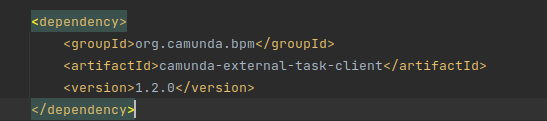 <dependency>
    <groupId>org.camunda.bpm</groupId>
    <artifactId>camunda-external-task-client</artifactId>
    <version>1.2.0</version>
</dependency>